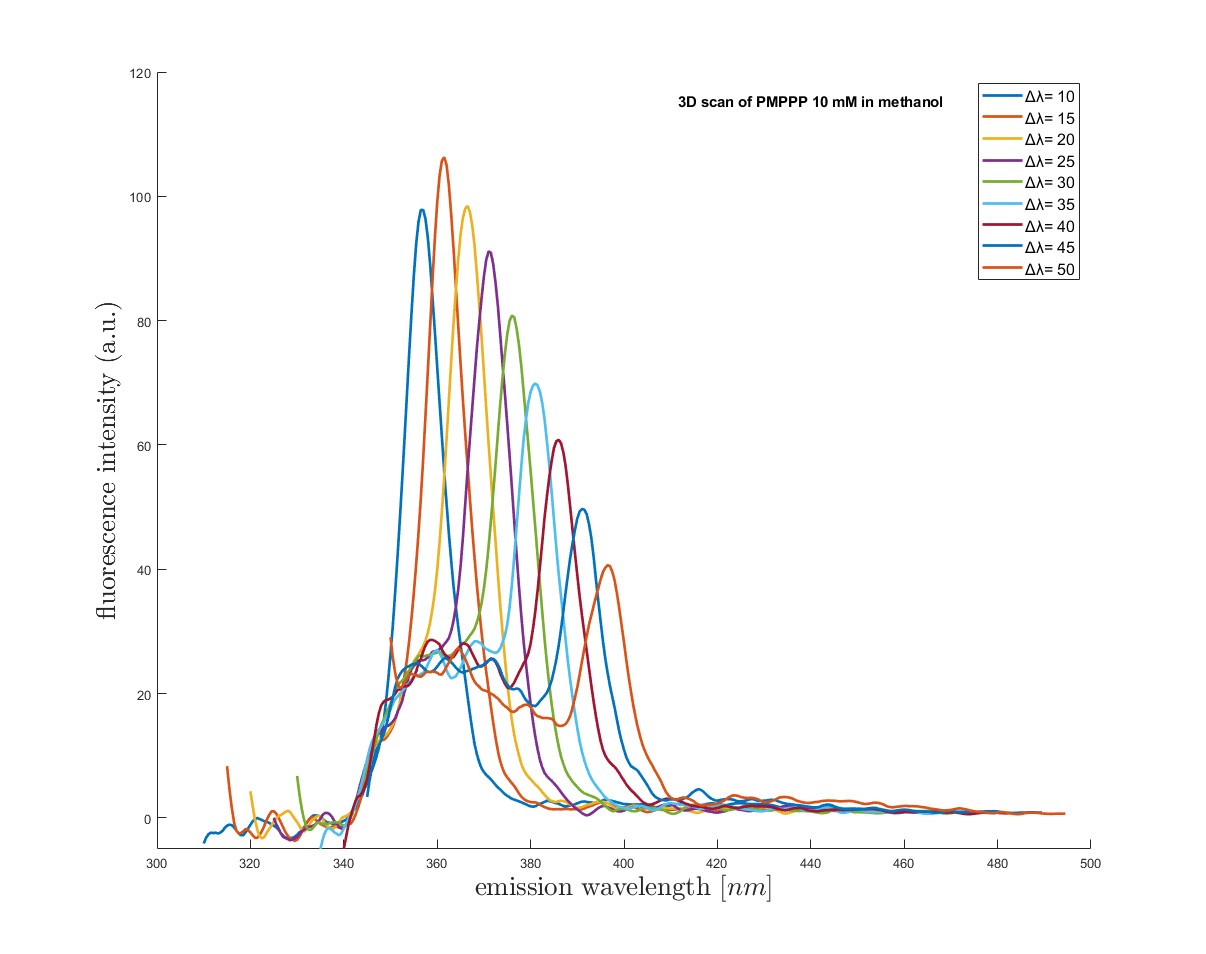 3D scan of PMPPP 10 mM in methanol
Δλ= 10
Δλ= 15
Δλ= 20
Δλ= 25
Δλ= 30
Δλ= 35
Δλ= 40
Δλ= 45
Δλ= 50
120
100
80
60
40
20
0
fluorescence intensity (a.u.)
300 320 340 360 380 400 420 440 460 480 500
emission wavelength [nm]